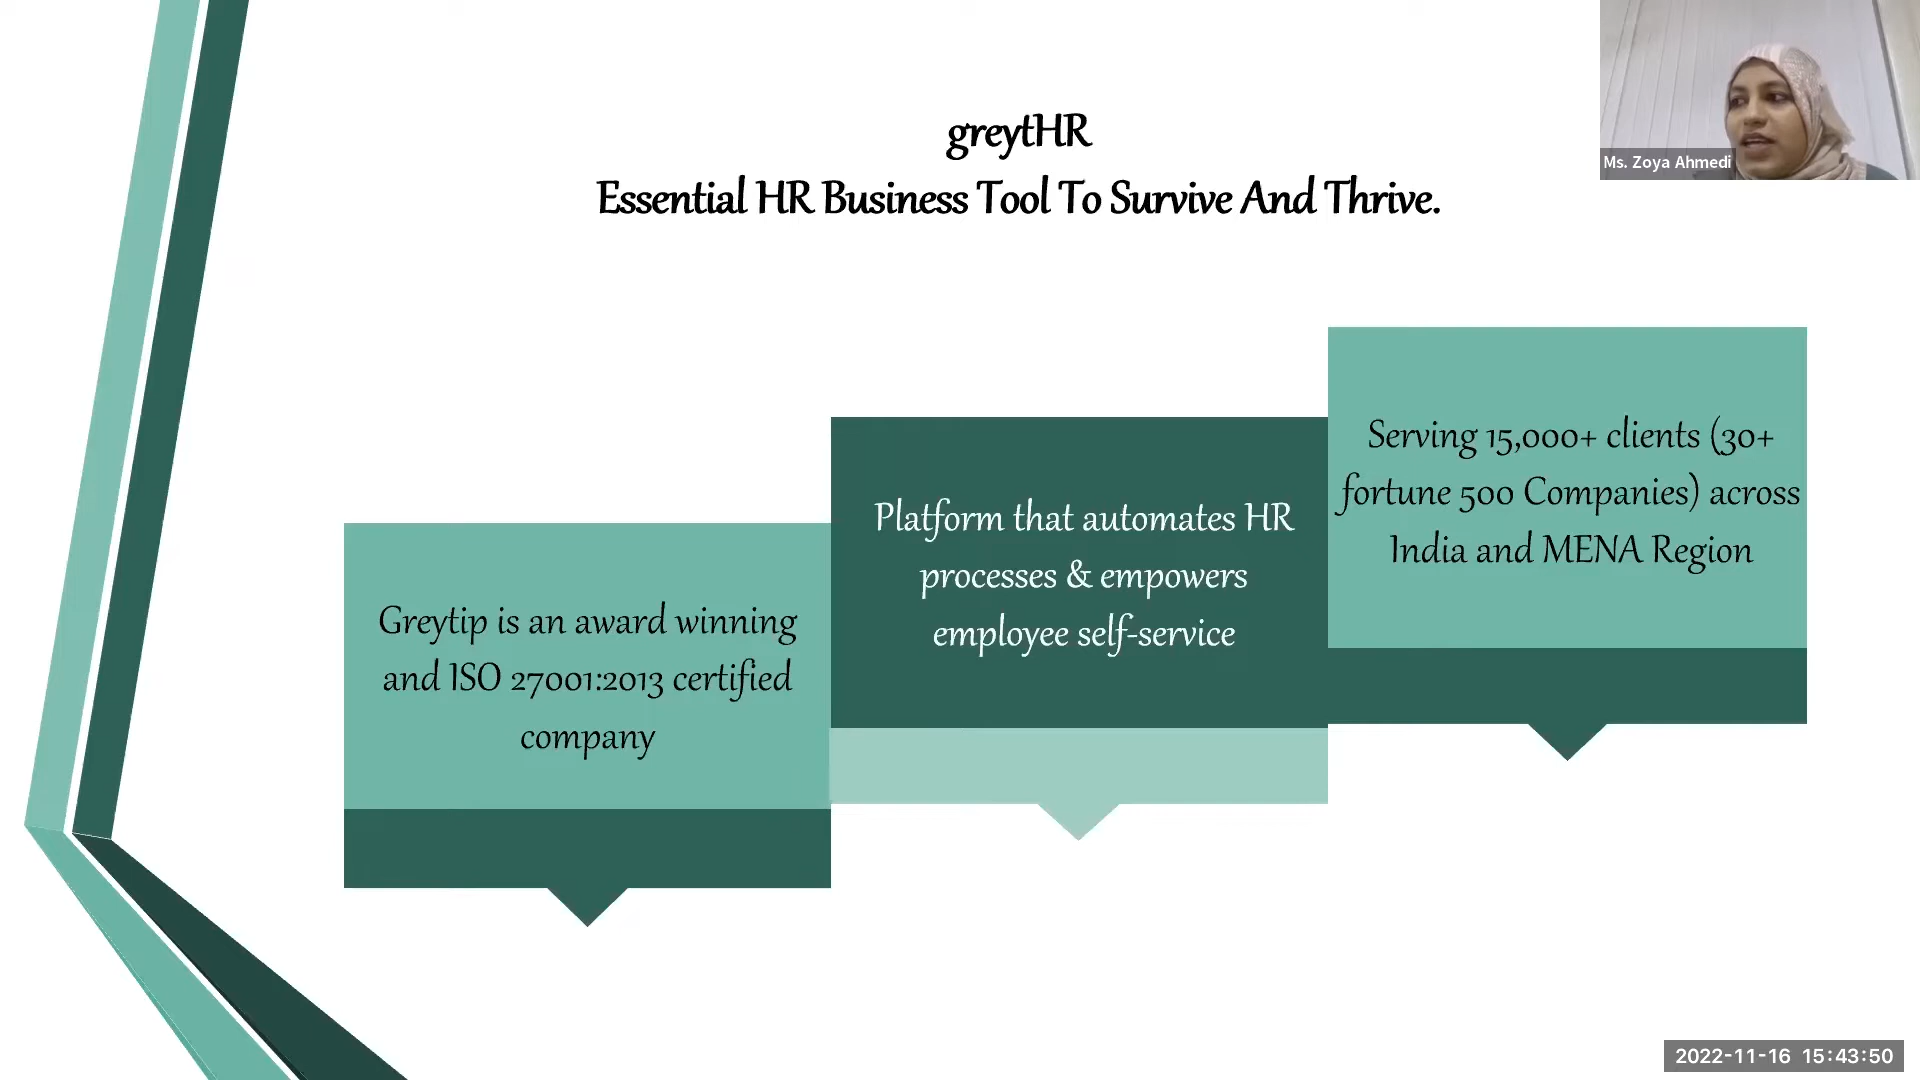 greytHR
Essential HR Business Tool To Survive And Thrive.
Ms. Zoya Ahmedi
Greytip is an award winning
and ISO 27001:2013 certified
company
Platform that automates HR
processes & empowers
employee self-service
Serving 15,000+ clients (30+
fortune 500 Companies) across
India and MENA Region
2022-11-16 15:43:50